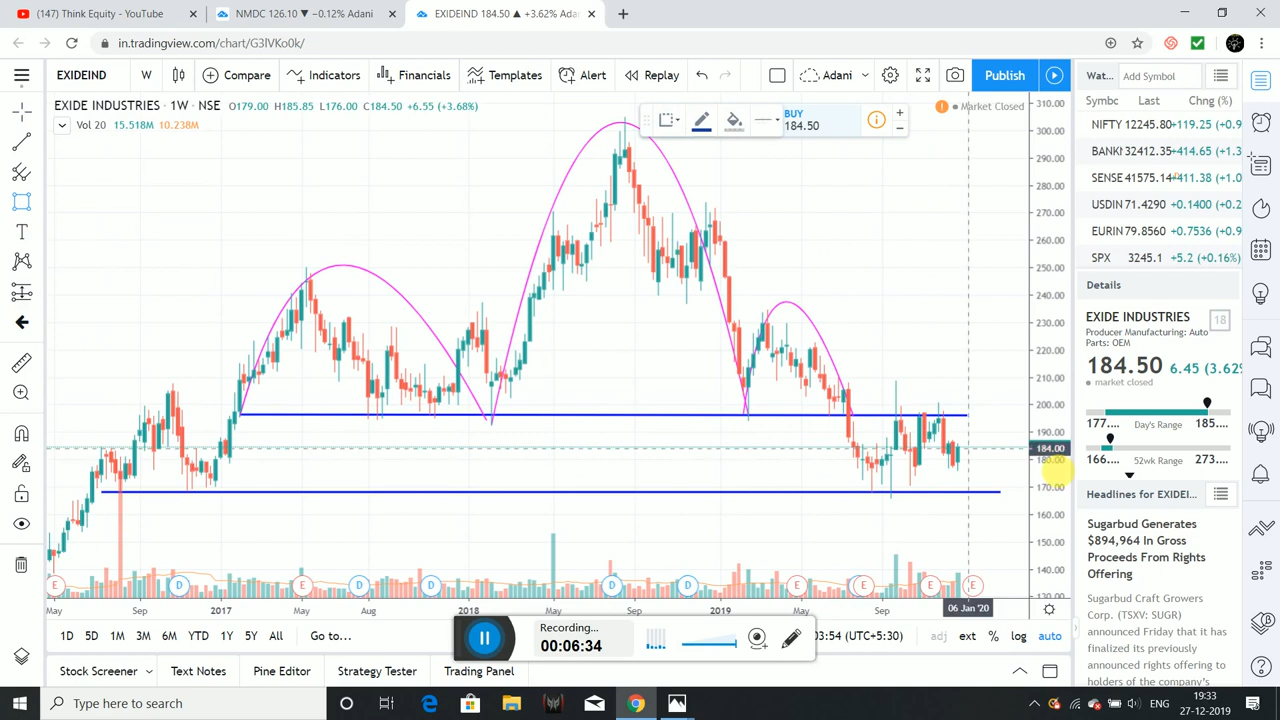 (147) Think Equity - YouTube
NMDC 126.10 ▼ −0.12% Adani
EXIDEIND 184.50 ▲ +3.62% Adan
in.tradingview.com/chart/G3lVKo0k/
EXIDEIND
W
Compare
Indicators
Financials
Templates
Alert
Replay
Adani
Publish
Wat...
Add Symbol
EXIDE INDUSTRIES · 1W · NSE O179.00 H185.85 L176.00 C184.50 +6.55 (+3.68%)
Vol 20 15.518M 10.238M
BUY
184.50
Market Closed
Symbc Last Chng (%)
NIFTY 12245.80 +119.25 (+0.9
BANKI 32412.35 +414.65 (+1.3
SENSE 41575.14 +411.38 (+1.0
USDIN 71.4290 +0.1400 (+0.2
EURIN 79.8560 +0.7536 (+0.9
SPX 3245.1 +5.2 (+0.16%)
Details
EXIDE INDUSTRIES
18
Producer Manufacturing: Auto
Parts: OEM
184.50 6.45 (3.62%
market closed
177.... Day's Range 185....
166.... 52wk Range 273....
Headlines for EXIDEI...
Sugarbud Generates
$894,964 In Gross
Proceeds From Rights
Offering
Sugarbud Craft Growers
Corp. (TSXV: SUGR)
announced Friday that it has
finalized its previously
announced rights offering to
holders of the company's
310.00
300.00
290.00
280.00
270.00
260.00
250.00
240.00
230.00
220.00
210.00
200.00
190.00
184.00
180.00
170.00
160.00
150.00
140.00
130.00
E D E D D D D E E E E
May Sep 2017 May Aug 2018 May Sep 2019 May Sep 06 Jan '20
1D 5D 1M 3M 6M YTD 1Y 5Y All Go to...
03:54 (UTC+5:30) adj ext % log auto
Recording...
00:06:34
Stock Screener Text Notes Pine Editor Strategy Tester Trading Panel
Type here to search
ENG
19:33
27-12-2019